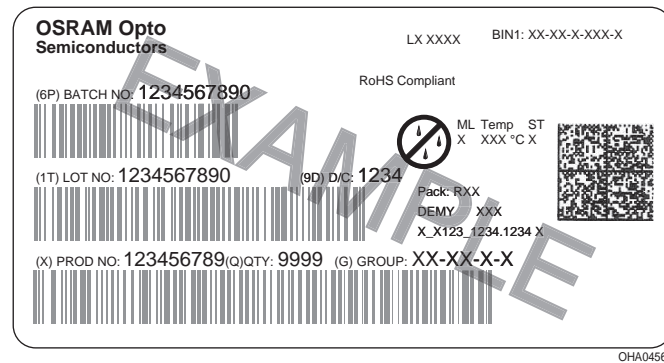 OSRAM Opto
Semiconductors
LX XXXX
BIN1: XX-XX-X-XXX-X
RoHS Compliant
(6P) BATCH NO: 1234567890
ML Temp ST
X XXX °C X
(1T) LOT NO: 1234567890 (9D) D/C: 1234
Pack: RXX
DEMY XXX
X_X123_1234.1234 X
(X) PROD NO: 123456789(Q)QTY: 9999 (G) GROUP: XX-XX-X-X
EXAMPLE
OHA04563